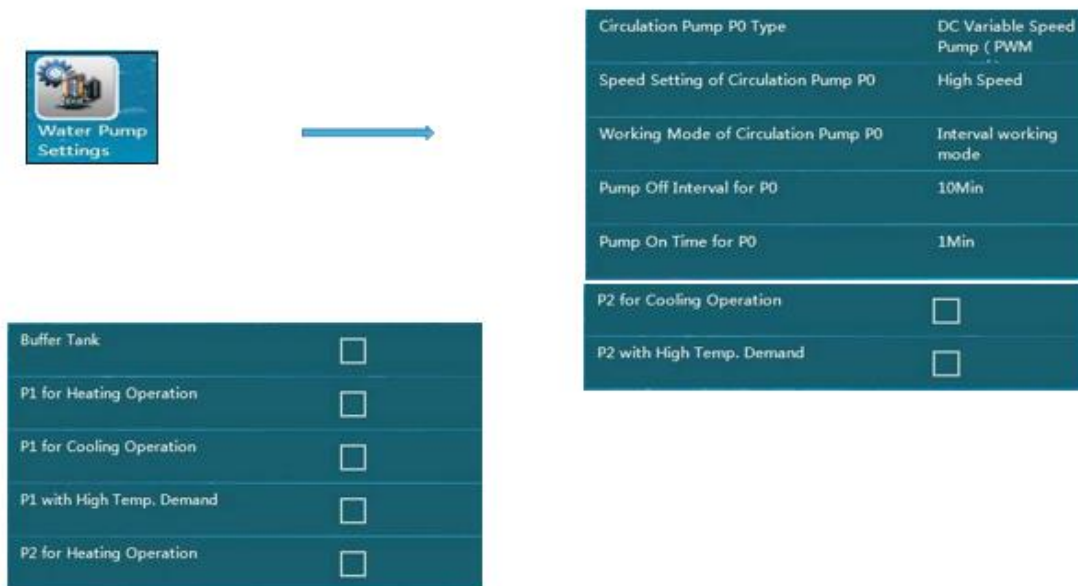 Water Pump
Settings
Circulation Pump P0 Type
DC Variable Speed
Pump ( PWM
Speed Setting of Circulation Pump P0
High Speed
Working Mode of Circulation Pump P0
Interval working
mode
Pump Off Interval for P0
10Min
Pump On Time for P0
1Min
P2 for Cooling Operation
P2 with High Temp. Demand
Buffer Tank
P1 for Heating Operation
P1 for Cooling Operation
P1 with High Temp. Demand
P2 for Heating Operation